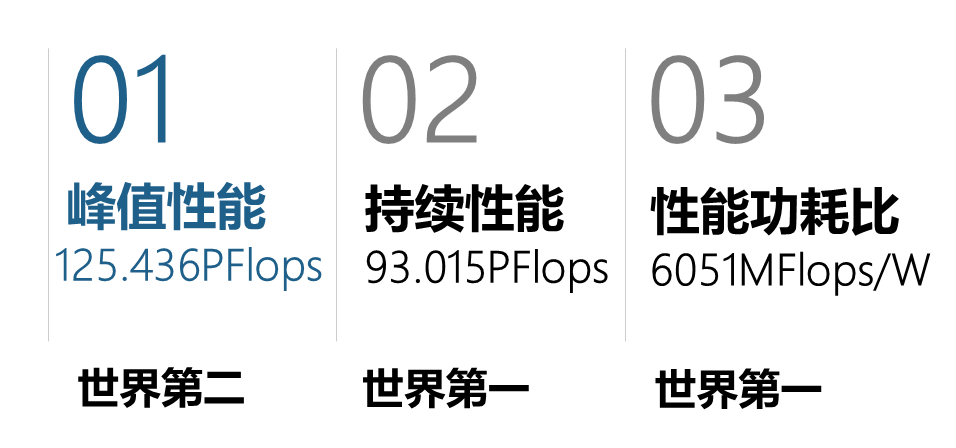 01
峰值性能
125.436PFlops
世界第二
02
持续性能
93.015PFlops
世界第一
03
性能功耗比
6051MFlops/W
世界第一